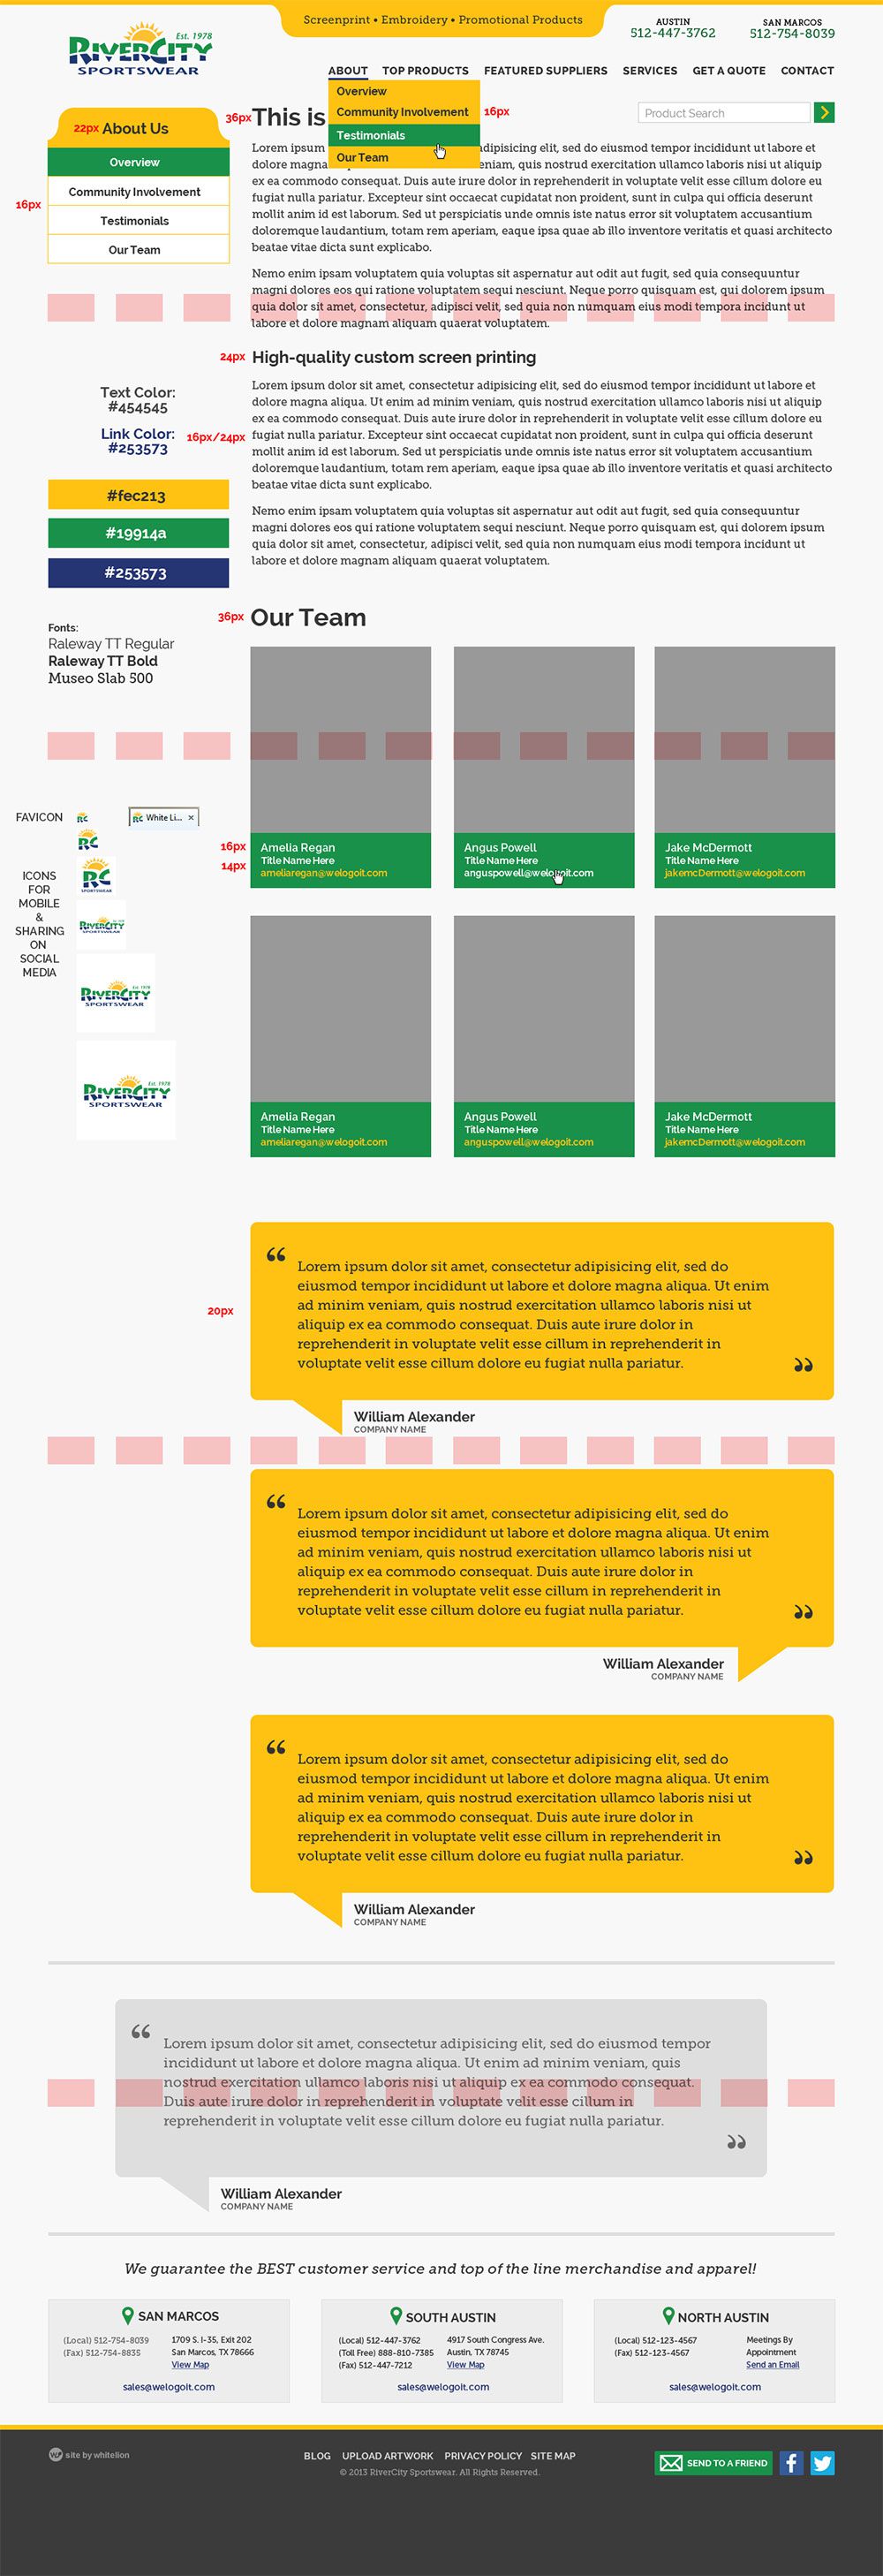 Screenprint • Embroidery • Promotional Products
AUSTIN
512-447-3762
SAN MARCOS
512-754-8039
Est. 1978
RIVERCITY
SPORTSWEAR
ABOUT TOP PRODUCTS FEATURED SUPPLIERS SERVICES GET A QUOTE CONTACT
Overview
Community Involvement
16px
Testimonials
Our Team
Product Search
22px About Us
Overview
Community Involvement
16px
Testimonials
Our Team
36px This is
Lorem ipsum adipisicing elit, sed do eiusmod tempor incididunt ut labore et
dolore magna eniam, quis nostrud exercitation ullamco laboris nisi ut aliquip
ex ea commodo consequat. Duis aute irure dolor in reprehenderit in voluptate velit esse cillum dolore eu
fugiat nulla pariatur. Excepteur sint occaecat cupidatat non proident, sunt in culpa qui officia deserunt
mollit anim id est laborum. Sed ut perspiciatis unde omnis iste natus error sit voluptatem accusantium
doloremque laudantium, totam rem aperiam, eaque ipsa quae ab illo inventore veritatis et quasi architecto
beatae vitae dicta sunt explicabo.
Nemo enim ipsam voluptatem quia voluptas sit aspernatur aut odit aut fugit, sed quia consequuntur
magni dolores eos qui ratione voluptatem sequi nesciunt. Neque porro quisquam est, qui dolorem ipsum
quia dolor sit amet, consectetur, adipisci velit, sed quia non numquam eius modi tempora incidunt ut
labore et dolore magnam aliquam quaerat voluptatem.
24px High-quality custom screen printing
Lorem ipsum dolor sit amet, consectetur adipisicing elit, sed do eiusmod tempor incididunt ut labore et
dolore magna aliqua. Ut enim ad minim veniam, quis nostrud exercitation ullamco laboris nisi ut aliquip
ex ea commodo consequat. Duis aute irure dolor in reprehenderit in voluptate velit esse cillum dolore eu
fugiat nulla pariatur. Excepteur sint occaecat cupidatat non proident, sunt in culpa qui officia deserunt
mollit anim id est laborum. Sed ut perspiciatis unde omnis iste natus error sit voluptatem accusantium
doloremque laudantium, totam rem aperiam, eaque ipsa quae ab illo inventore veritatis et quasi architecto
beatae vitae dicta sunt explicabo.
Nemo enim ipsam voluptatem quia voluptas sit aspernatur aut odit aut fugit, sed quia consequuntur
magni dolores eos qui ratione voluptatem sequi nesciunt. Neque porro quisquam est, qui dolorem ipsum
quia dolor sit amet, consectetur, adipisci velit, sed quia non numquam eius modi tempora incidunt ut
labore et dolore magnam aliquam quaerat voluptatem.
Text Color:
#454545
Link Color:
#253573
16px/24px
#fec213
#19914a
#253573
Fonts:
Raleway TT Regular
Raleway TT Bold
Museo Slab 500
36px Our Team
FAVICON
RC
RC White Li... ×
RC
ICONS
FOR
MOBILE
&
SHARING
ON
SOCIAL
MEDIA
RC
SPORTSWEAR
RIVERCITY
SPORTSWEAR
Est. 1978
RIVERCITY
SPORTSWEAR
Est. 1978
RIVERCITY
SPORTSWEAR
16px
14px
Amelia Regan
Title Name Here
ameliaregan@welogoit.com
Angus Powell
Title Name Here
anguspowell@welogoit.com
Jake McDermott
Title Name Here
jakemcDermott@welogoit.com
Amelia Regan
Title Name Here
ameliaregan@welogoit.com
Angus Powell
Title Name Here
anguspowell@welogoit.com
Jake McDermott
Title Name Here
jakemcDermott@welogoit.com
20px
“
Lorem ipsum dolor sit amet, consectetur adipisicing elit, sed do
eiusmod tempor incididunt ut labore et dolore magna aliqua. Ut enim
ad minim veniam, quis nostrud exercitation ullamco laboris nisi ut
aliquip ex ea commodo consequat. Duis aute irure dolor in
reprehenderit in voluptate velit esse cillum in reprehenderit in
voluptate velit esse cillum dolore eu fugiat nulla pariatur.
”
William Alexander
COMPANY NAME
“
Lorem ipsum dolor sit amet, consectetur adipisicing elit, sed do
eiusmod tempor incididunt ut labore et dolore magna aliqua. Ut enim
ad minim veniam, quis nostrud exercitation ullamco laboris nisi ut
aliquip ex ea commodo consequat. Duis aute irure dolor in
reprehenderit in voluptate velit esse cillum in reprehenderit in
voluptate velit esse cillum dolore eu fugiat nulla pariatur.
”
William Alexander
COMPANY NAME
“
Lorem ipsum dolor sit amet, consectetur adipisicing elit, sed do
eiusmod tempor incididunt ut labore et dolore magna aliqua. Ut enim
ad minim veniam, quis nostrud exercitation ullamco laboris nisi ut
aliquip ex ea commodo consequat. Duis aute irure dolor in
reprehenderit in voluptate velit esse cillum in reprehenderit in
voluptate velit esse cillum dolore eu fugiat nulla pariatur.
”
William Alexander
COMPANY NAME
“
Lorem ipsum dolor sit amet, consectetur adipisicing elit, sed do eiusmod tempor
incididunt ut labore et dolore magna aliqua. Ut enim ad minim veniam, quis
nostrud exercitation ullamco laboris nisi ut aliquip ex ea commodo consequat.
Duis aute irure dolor in reprehenderit in voluptate velit esse cillum in
reprehenderit in voluptate velit esse cillum dolore eu fugiat nulla pariatur.
”
William Alexander
COMPANY NAME
We guarantee the BEST customer service and top of the line merchandise and apparel!
SAN MARCOS
(Local) 512-754-8039
(Fax) 512-754-8835
1709 S. I-35, Exit 202
San Marcos, TX 78666
View Map
sales@welogoit.com
SOUTH AUSTIN
(Local) 512-447-3762
(Toll Free) 888-810-7385
(Fax) 512-447-7212
4917 South Congress Ave.
Austin, TX 78745
View Map
sales@welogoit.com
NORTH AUSTIN
(Local) 512-123-4567
(Fax) 512-123-4567
Meetings By
Appointment
Send an Email
sales@welogoit.com
site by whitelion
BLOG UPLOAD ARTWORK PRIVACY POLICY SITE MAP
© 2013 RiverCity Sportswear. All Rights Reserved.
SEND TO A FRIEND